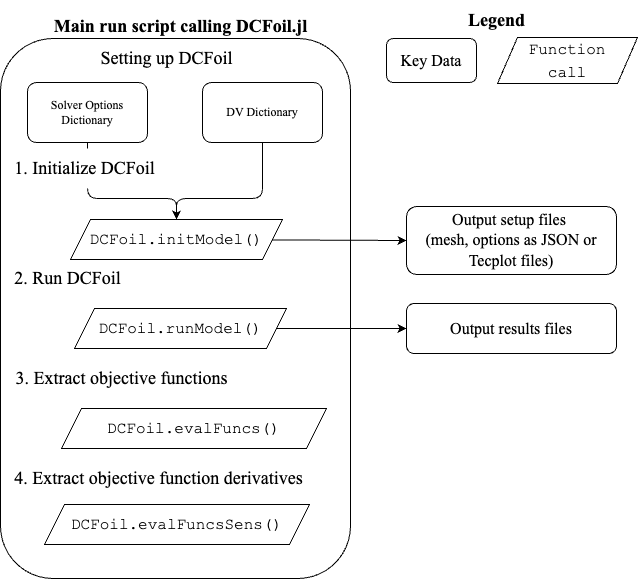 Main run script calling DCFoil.jl
Legend
Key Data
Function
call
Setting up DCFoil
Solver Options
Dictionary
DV Dictionary
1. Initialize DCFoil
DCFoil.initModel()
Output setup files
(mesh, options as JSON or
Tecplot files)
2. Run DCFoil
DCFoil.runModel()
Output results files
3. Extract objective functions
DCFoil.evalFuncs()
4. Extract objective function derivatives
DCFoil.evalFuncsSens()